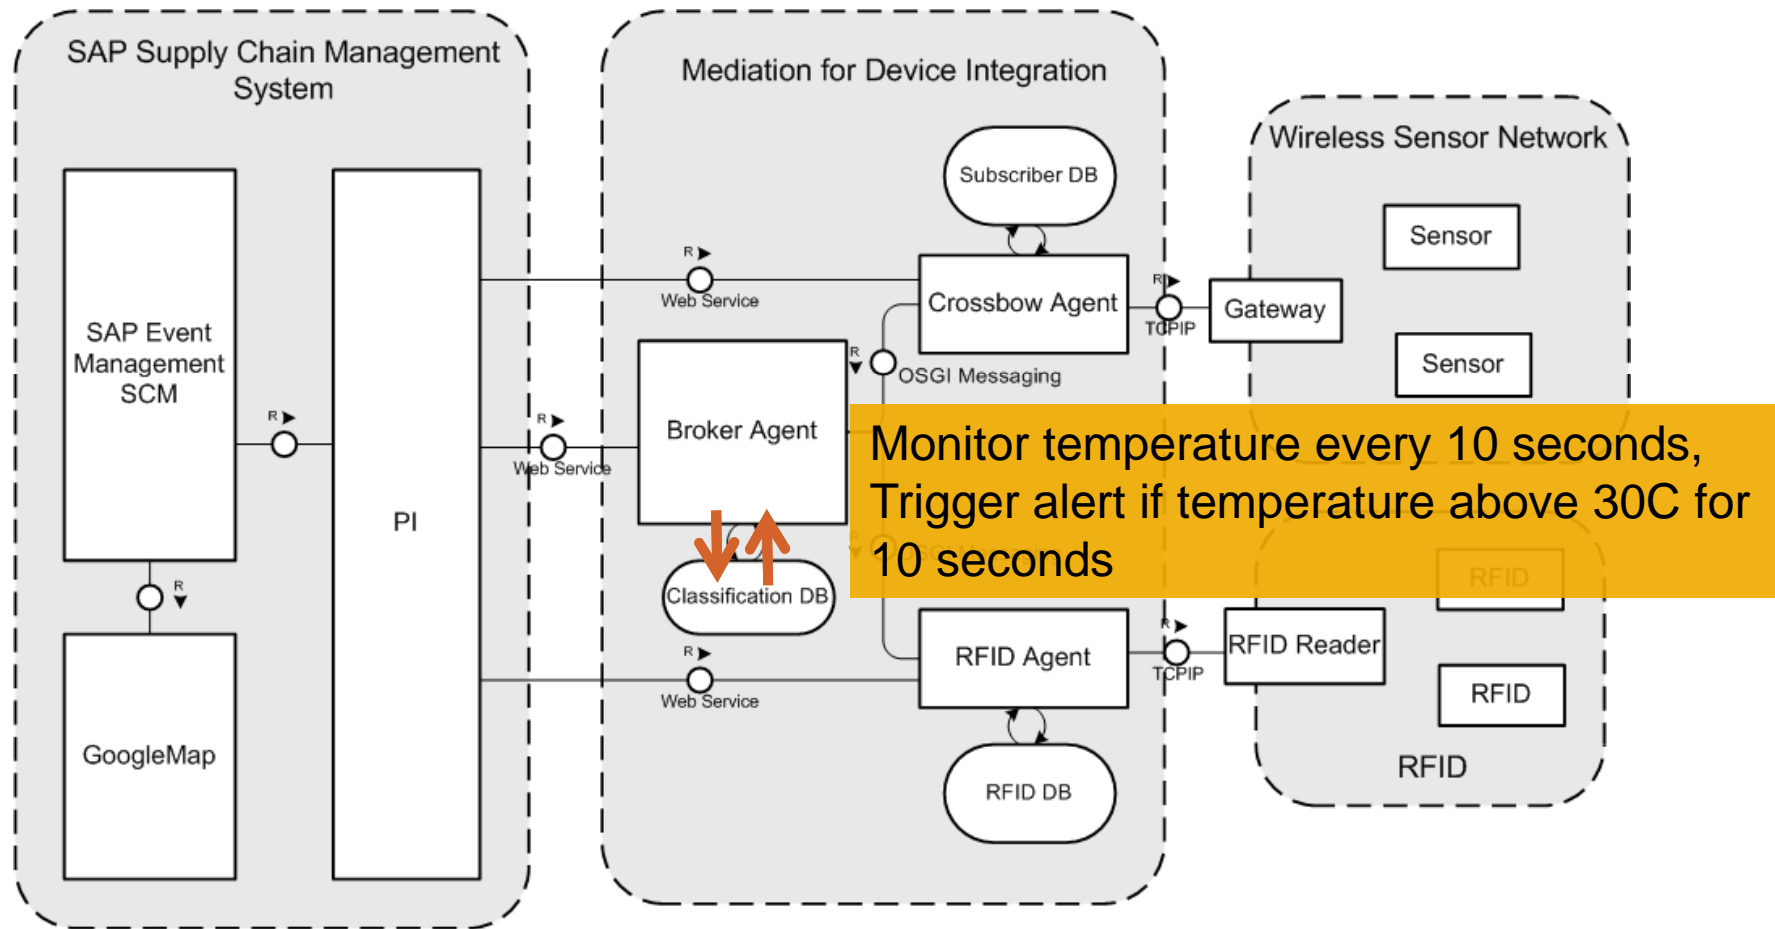 SAP Supply Chain Management
System
Mediation for Device Integration
Wireless Sensor Network
Subscriber DB
Sensor
R
Web Service
Crossbow Agent
R
TCPIP
Gateway
SAP Event
Management
SCM
R
OSGI Messaging
Sensor
R
R
Web Service
Broker Agent
Monitor temperature every 10 seconds,
Trigger alert if temperature above 30C for
10 seconds
PI
R
OSGI Messaging
RFID
R
Classification DB
R
Web Service
RFID Agent
R
TCPIP
RFID Reader
RFID
GoogleMap
RFID DB
RFID